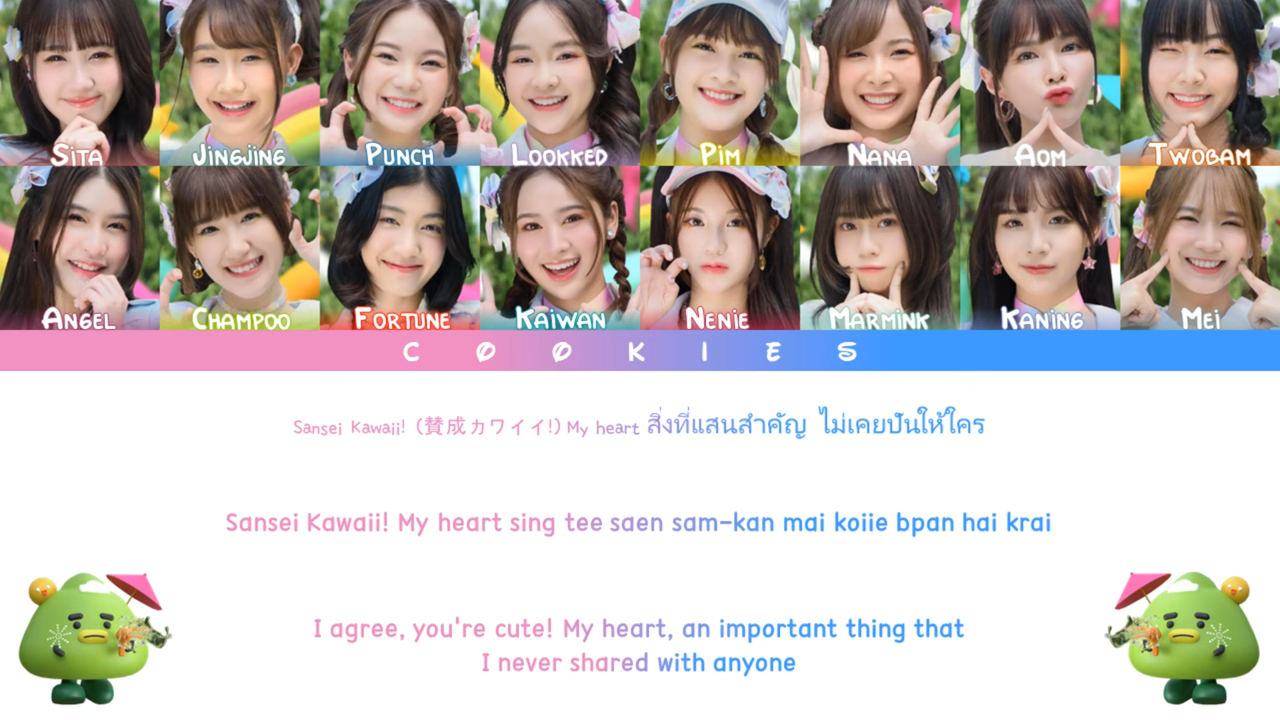 Sita Jingjing Punch Lookked Pim Nana Aom Twobam
Angel Champoo Fortune Kaiwan Nenie Marmink Kaning Mei
COOKIES
Sansei Kawaii! (賛成カワイイ!) My heart สิ่งที่แสนสำคัญ ไม่เคยปันให้ใคร
Sansei Kawaii! My heart sing tee saen sam-kan mai koiie bpan hai krai
I agree, you're cute! My heart, an important thing that
I never shared with anyone